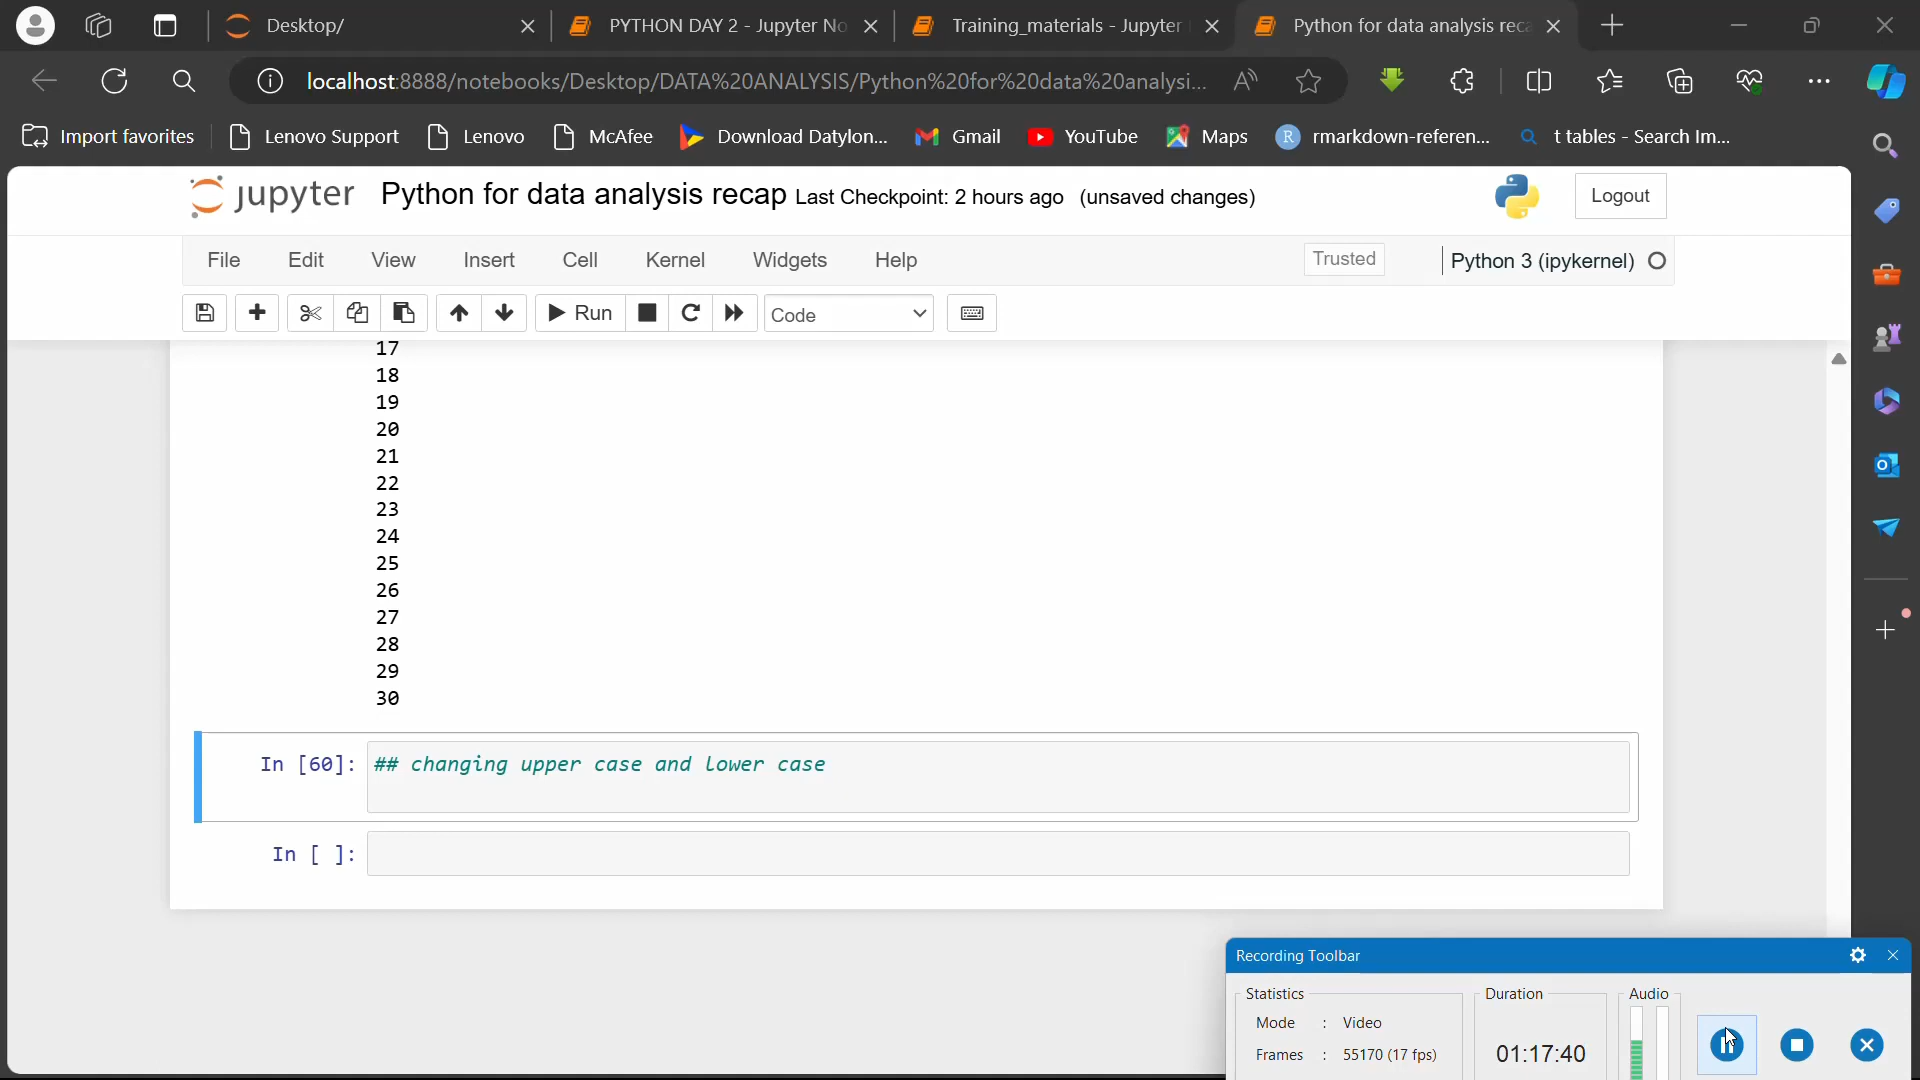 Desktop/
PYTHON DAY 2 - Jupyter No
Training_materials - Jupyter
Python for data analysis reca
localhost:8888/notebooks/Desktop/DATA%20ANALYSIS/Python%20for%20data%20analysi...
Import favorites
Lenovo Support
Lenovo
McAfee
Download Datylon...
Gmail
YouTube
Maps
R rmarkdown-referen...
t tables - Search Im...
jupyter Python for data analysis recap Last Checkpoint: 2 hours ago (unsaved changes)
Logout
File Edit View Insert Cell Kernel Widgets Help
Trusted
Python 3 (ipykernel)
Run
Code
17
18
19
20
21
22
23
24
25
26
27
28
29
30
In [60]: ## changing upper case and lower case
In [ ]:
Recording Toolbar
Statistics
Mode : Video
Frames : 55170 (17 fps)
Duration
01:17:40
Audio